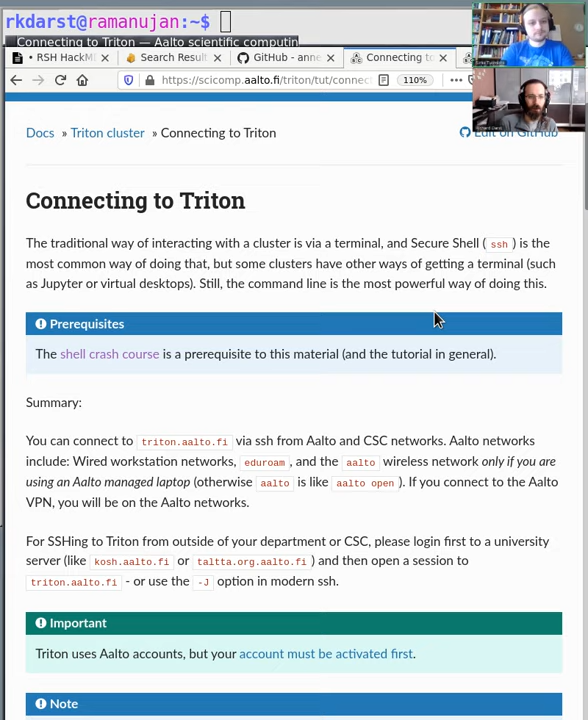 rkdarst@ramanujan:~$
Connecting to Triton — Aalto scientific computin
• RSH HackM
Search Result
GitHub - anne
Connecting to
https://scicomp.aalto.fi/triton/tut/connect
110%
Docs » Triton cluster » Connecting to Triton
Edit on GitHub
Connecting to Triton
The traditional way of interacting with a cluster is via a terminal, and Secure Shell ( ssh ) is the
most common way of doing that, but some clusters have other ways of getting a terminal (such
as Jupyter or virtual desktops). Still, the command line is the most powerful way of doing this.
Prerequisites
The shell crash course is a prerequisite to this material (and the tutorial in general).
Summary:
You can connect to triton.aalto.fi via ssh from Aalto and CSC networks. Aalto networks
include: Wired workstation networks, eduroam , and the aalto wireless network only if you are
using an Aalto managed laptop (otherwise aalto is like aalto open ). If you connect to the Aalto
VPN, you will be on the Aalto networks.
For SSHing to Triton from outside of your department or CSC, please login first to a university
server (like kosh.aalto.fi or taltta.org.aalto.fi ) and then open a session to
triton.aalto.fi - or use the -J option in modern ssh.
Important
Triton uses Aalto accounts, but your account must be activated first.
Note